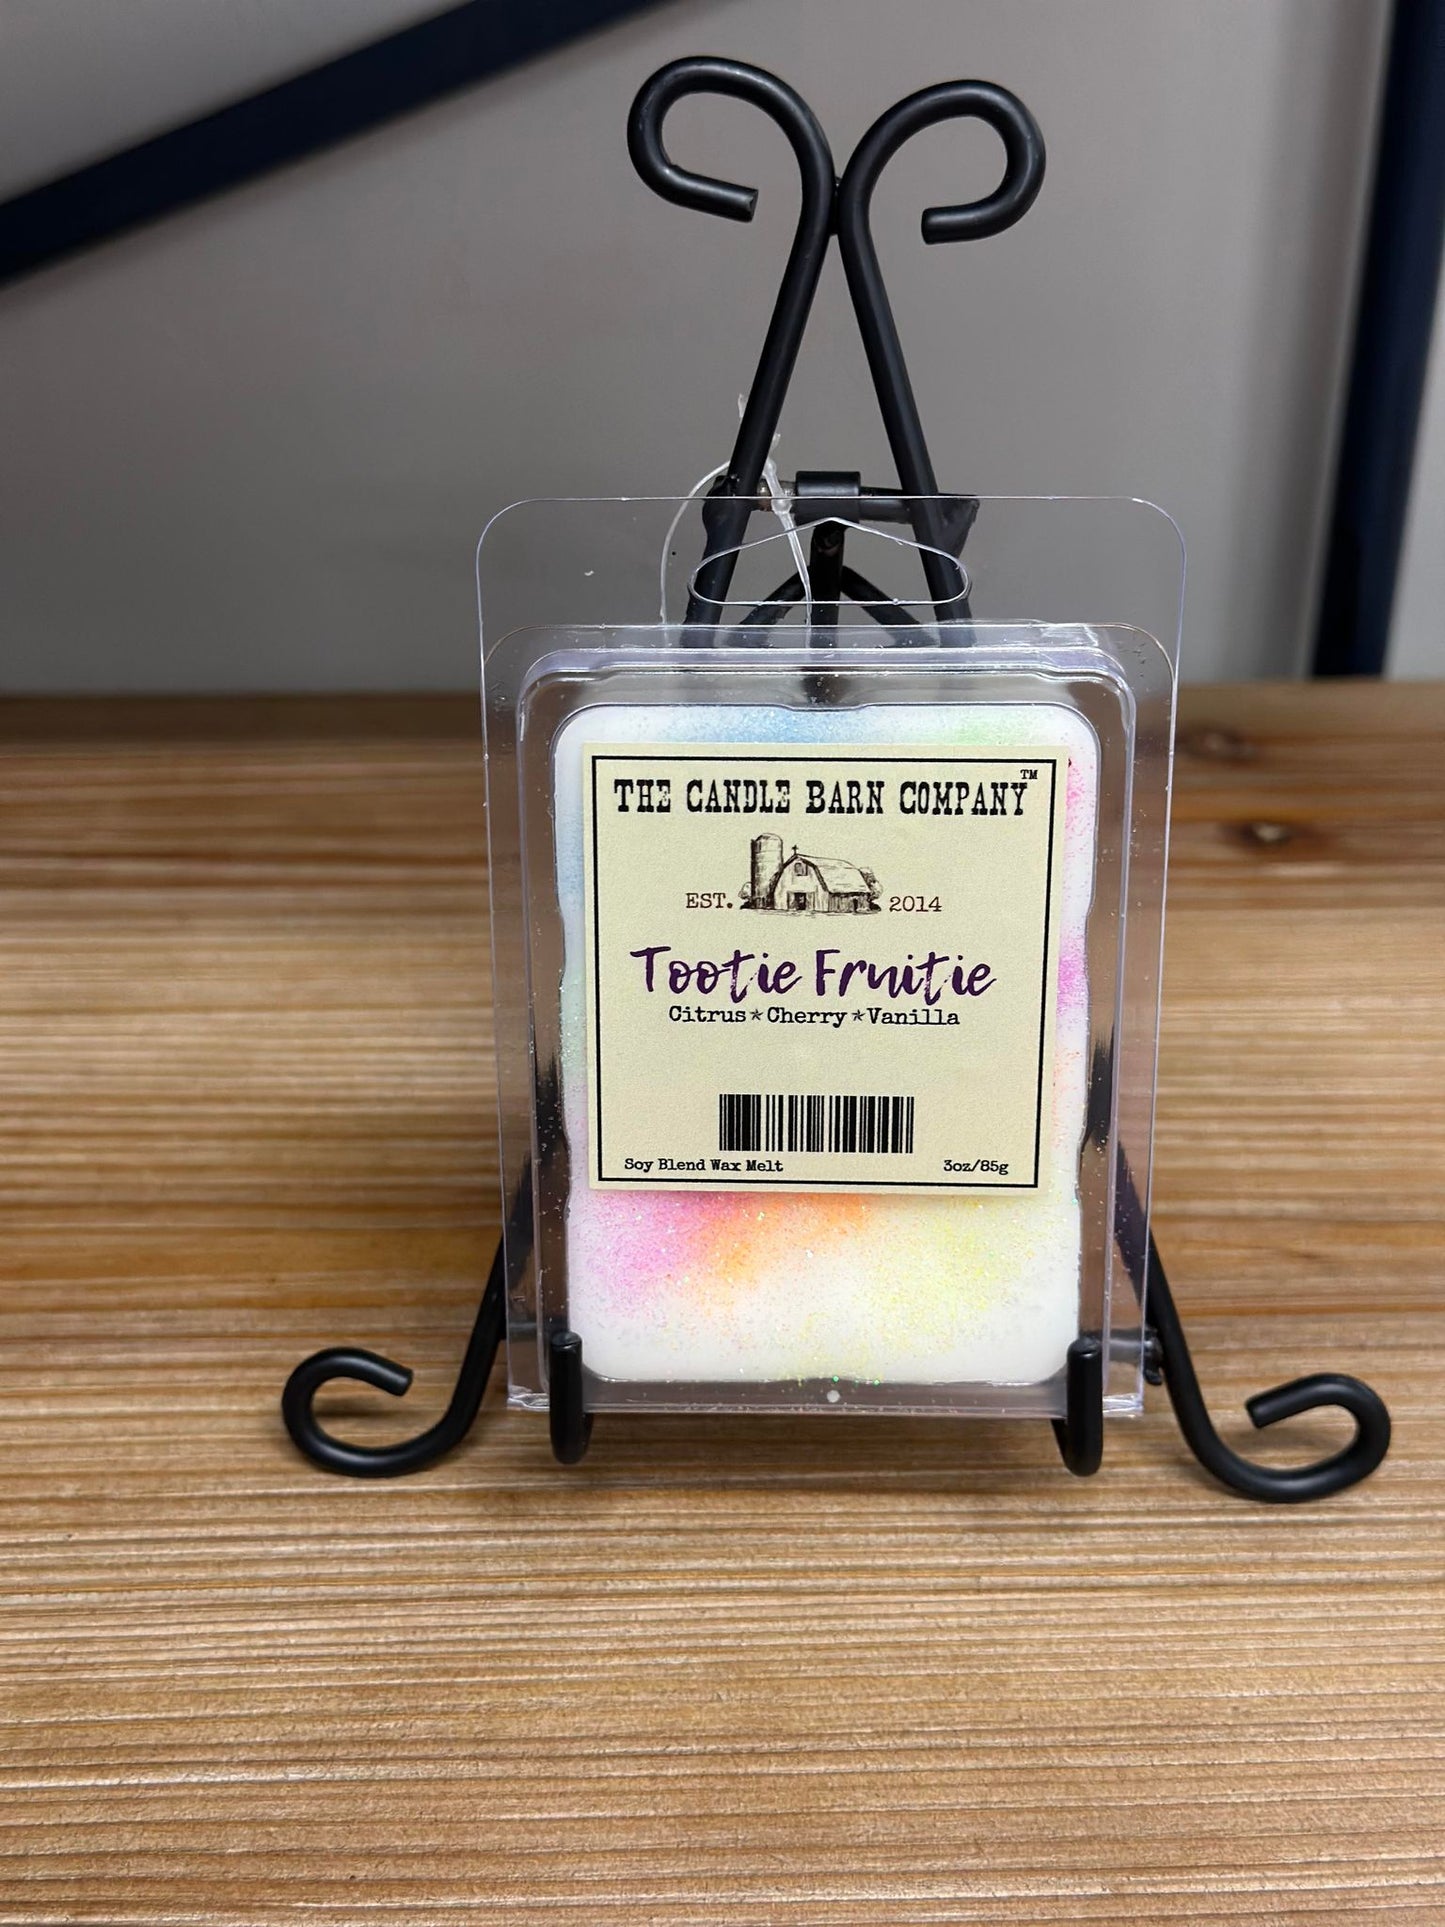 THE CANDLE BARN COMPANY™
EST. 2014
Tootie Fruitie
Citrus*Cherry*Vanilla
Soy Blend Wax Melt 3oz/85g